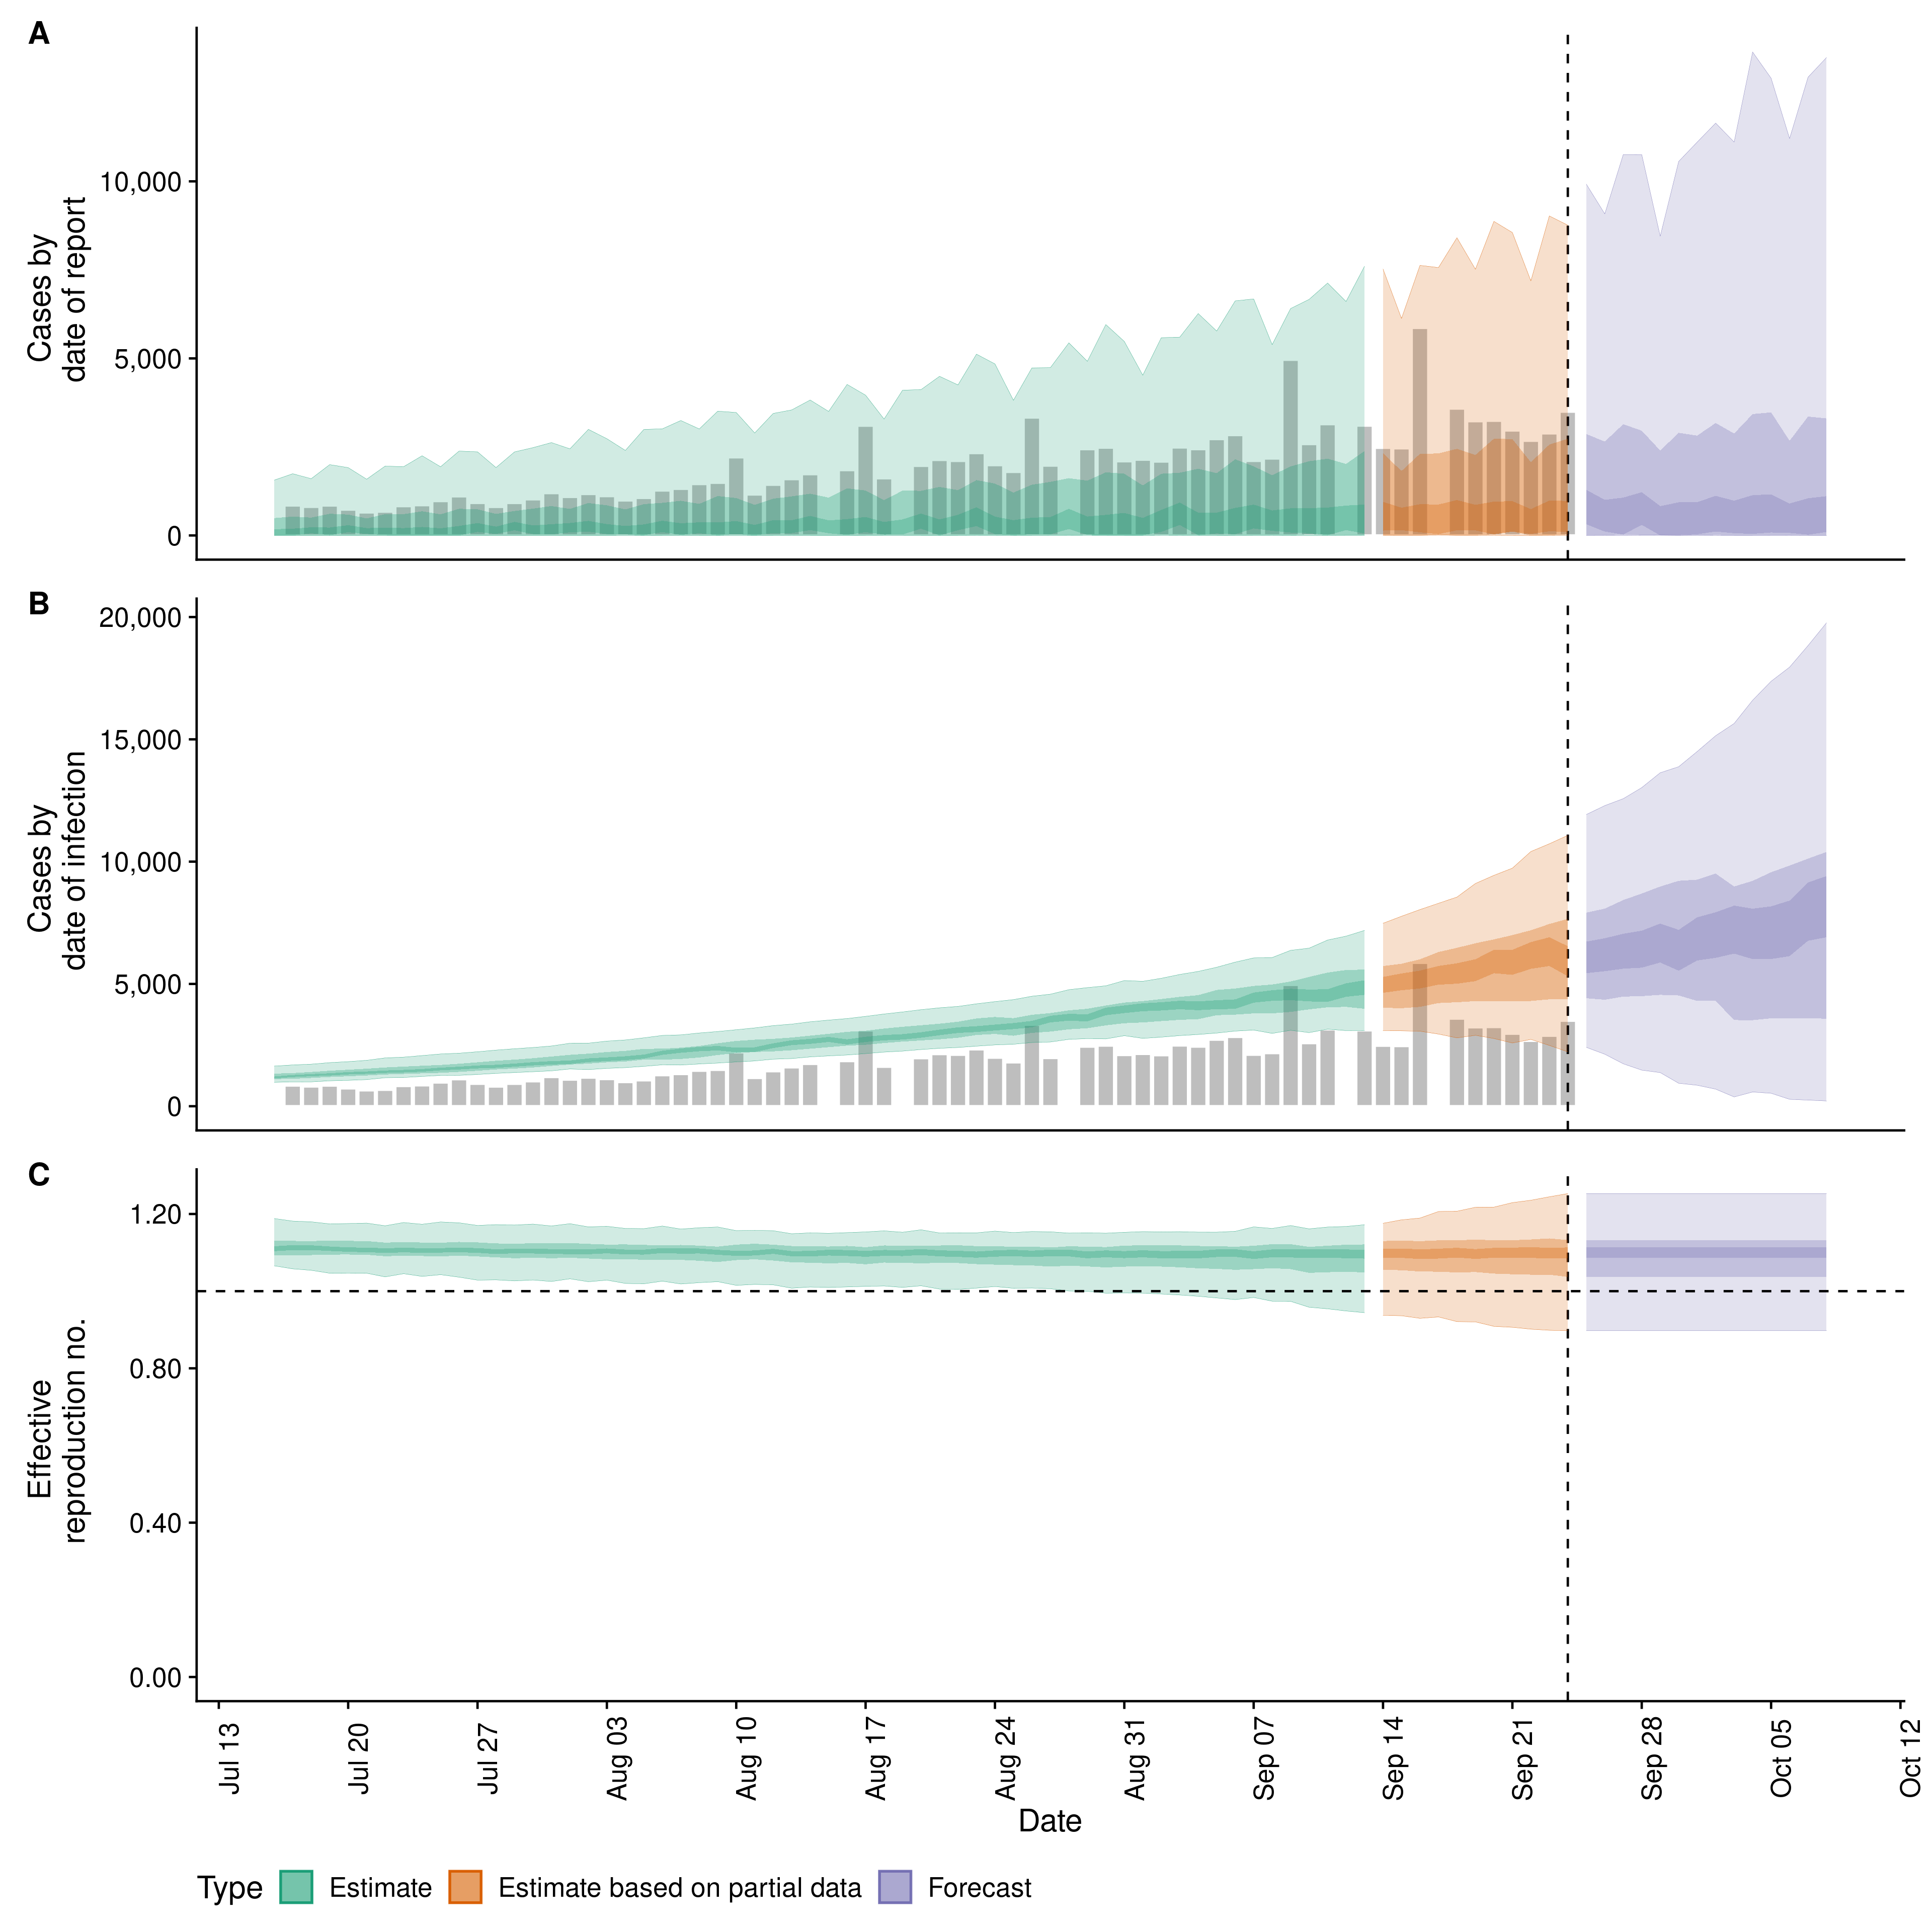 A
Cases by
date of report
10,000
5,000
0
B
Cases by
date of infection
20,000
15,000
10,000
5,000
0
C
Effective
reproduction no.
1.20
0.80
0.40
0.00
Jul 13
Jul 20
Jul 27
Aug 03
Aug 10
Aug 17
Aug 24
Aug 31
Sep 07
Sep 14
Sep 21
Sep 28
Oct 05
Oct 12
Date
Type Estimate Estimate based on partial data Forecast